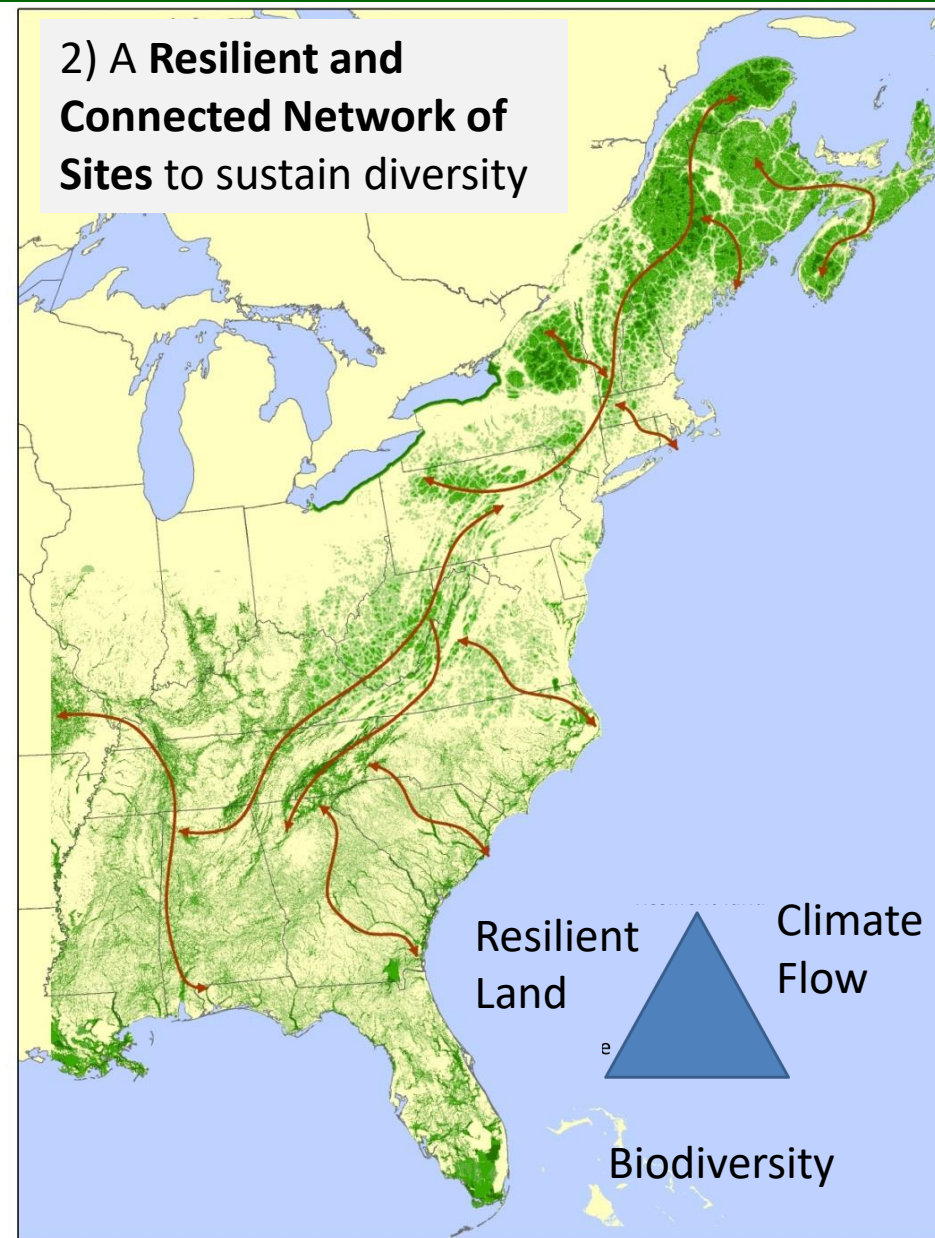 2) A Resilient and
Connected Network of
Sites to sustain diversity
Resilient
Land
Climate
Flow
e
Biodiversity